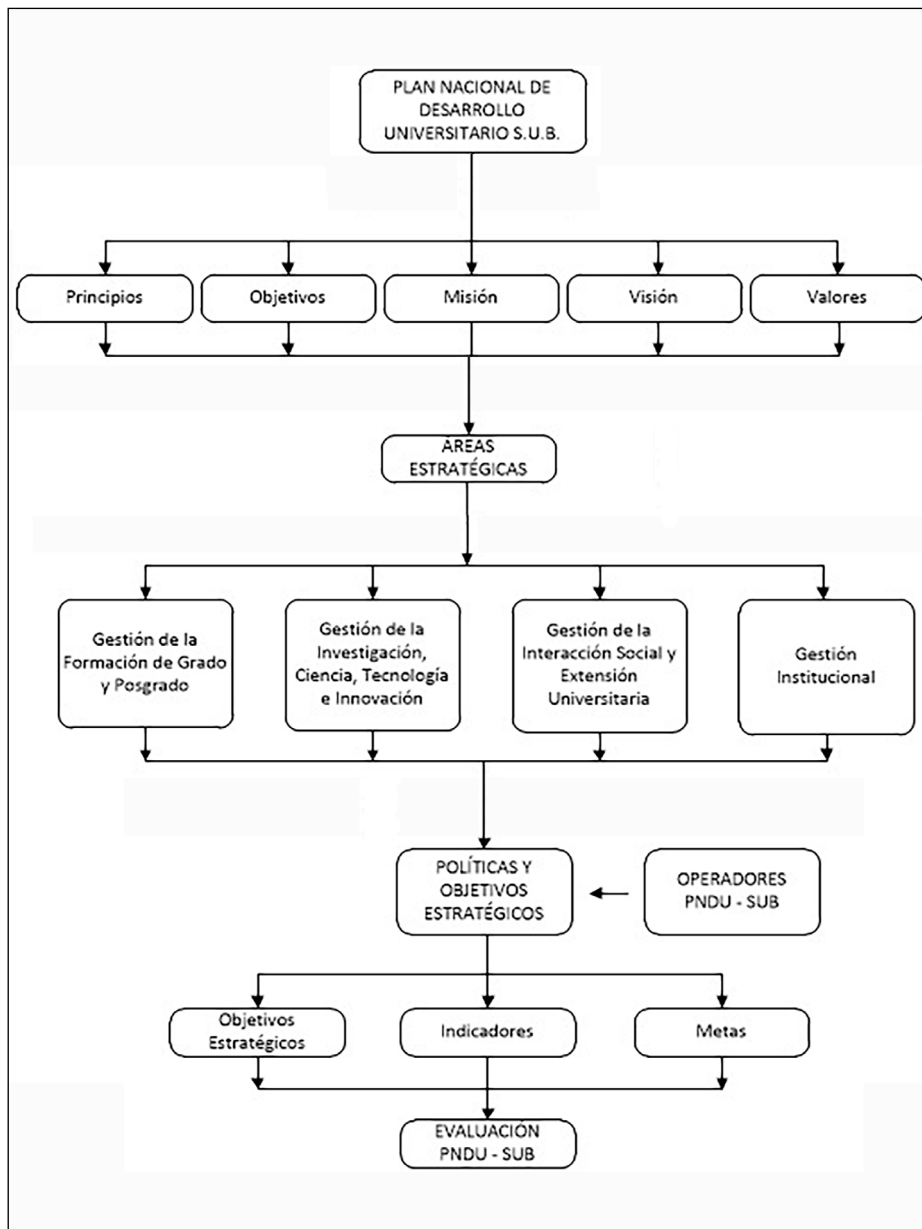 PLAN NACIONAL DE
DESARROLLO
UNIVERSITARIO S.U.B.
Principios
Objetivos
Misión
Visión
Valores
ÁREAS
ESTRATÉGICAS
Gestión de la
Formación de Grado
y Posgrado
Gestión de la
Investigación,
Ciencia, Tecnología
e Innovación
Gestión de la
Interacción Social y
Extensión
Universitaria
Gestión
Institucional
POLÍTICAS Y
OBJETIVOS
ESTRATÉGICOS
OPERADORES
PNDU - SUB
Objetivos
Estratégicos
Indicadores
Metas
EVALUACIÓN
PNDU - SUB